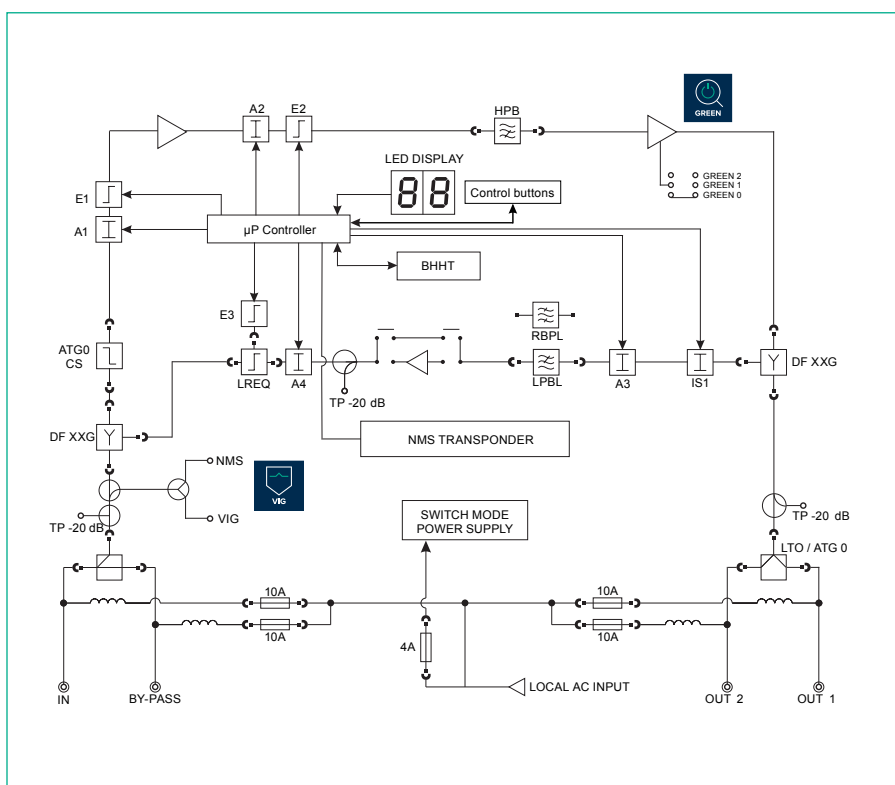 A2
E2
HPB
GREEN
LED DISPLAY
88
Control buttons
GREEN 2
GREEN 1
GREEN 0
E1
A1
µP Controller
BHHT
E3
RBPL
ATG0
CS
LREQ
A4
LPBL
A3
IS1
DF XXG
TP -20 dB
DF XXG
NMS TRANSPONDER
NMS
VIG
VIG
TP -20 dB
SWITCH MODE
POWER SUPPLY
TP -20 dB
LTO / ATG 0
10A
10A
10A
10A
4A
LOCAL AC INPUT
IN
BY-PASS
OUT 2
OUT 1